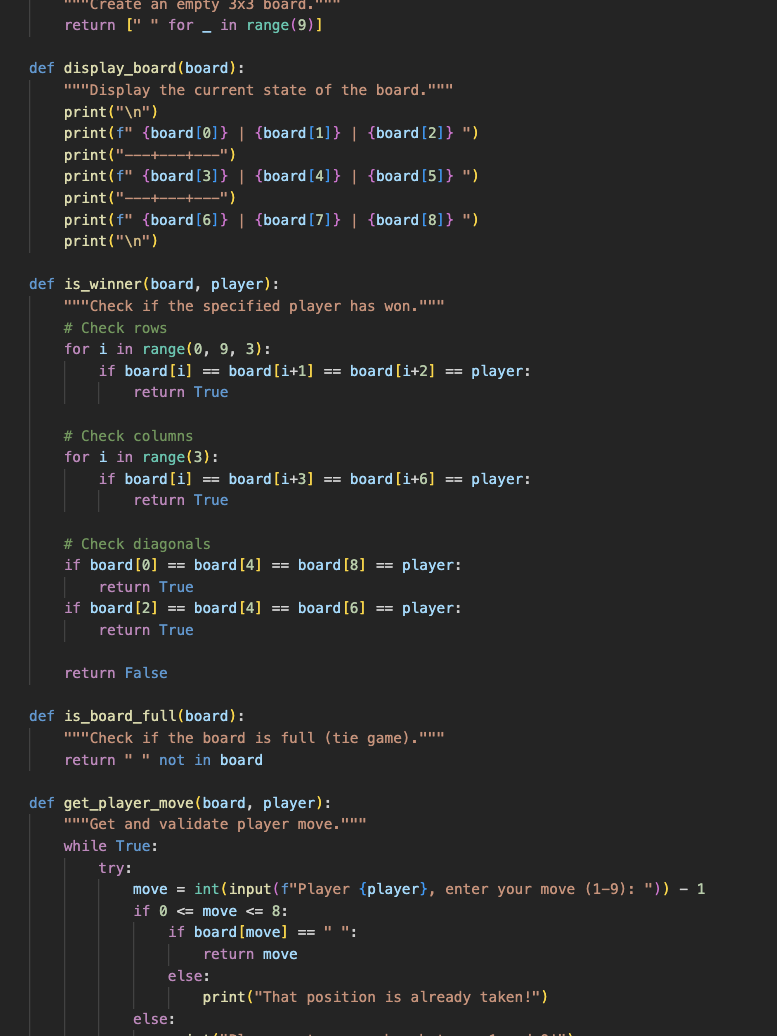 """Create an empty 3x3 board."""
    return [" " for _ in range(9)]

def display_board(board):
    """Display the current state of the board."""
    print("\n")
    print(f" {board[0]} | {board[1]} | {board[2]} ")
    print("---+---+---")
    print(f" {board[3]} | {board[4]} | {board[5]} ")
    print("---+---+---")
    print(f" {board[6]} | {board[7]} | {board[8]} ")
    print("\n")

def is_winner(board, player):
    """Check if the specified player has won."""
    # Check rows
    for i in range(0, 9, 3):
        if board[i] == board[i+1] == board[i+2] == player:
            return True

    # Check columns
    for i in range(3):
        if board[i] == board[i+3] == board[i+6] == player:
            return True

    # Check diagonals
    if board[0] == board[4] == board[8] == player:
        return True
    if board[2] == board[4] == board[6] == player:
        return True

    return False

def is_board_full(board):
    """Check if the board is full (tie game)."""
    return " " not in board

def get_player_move(board, player):
    """Get and validate player move."""
    while True:
        try:
            move = int(input(f"Player {player}, enter your move (1-9): ")) - 1
            if 0 <= move <= 8:
                if board[move] == " ":
                    return move
                else:
                    print("That position is already taken!")
            else: